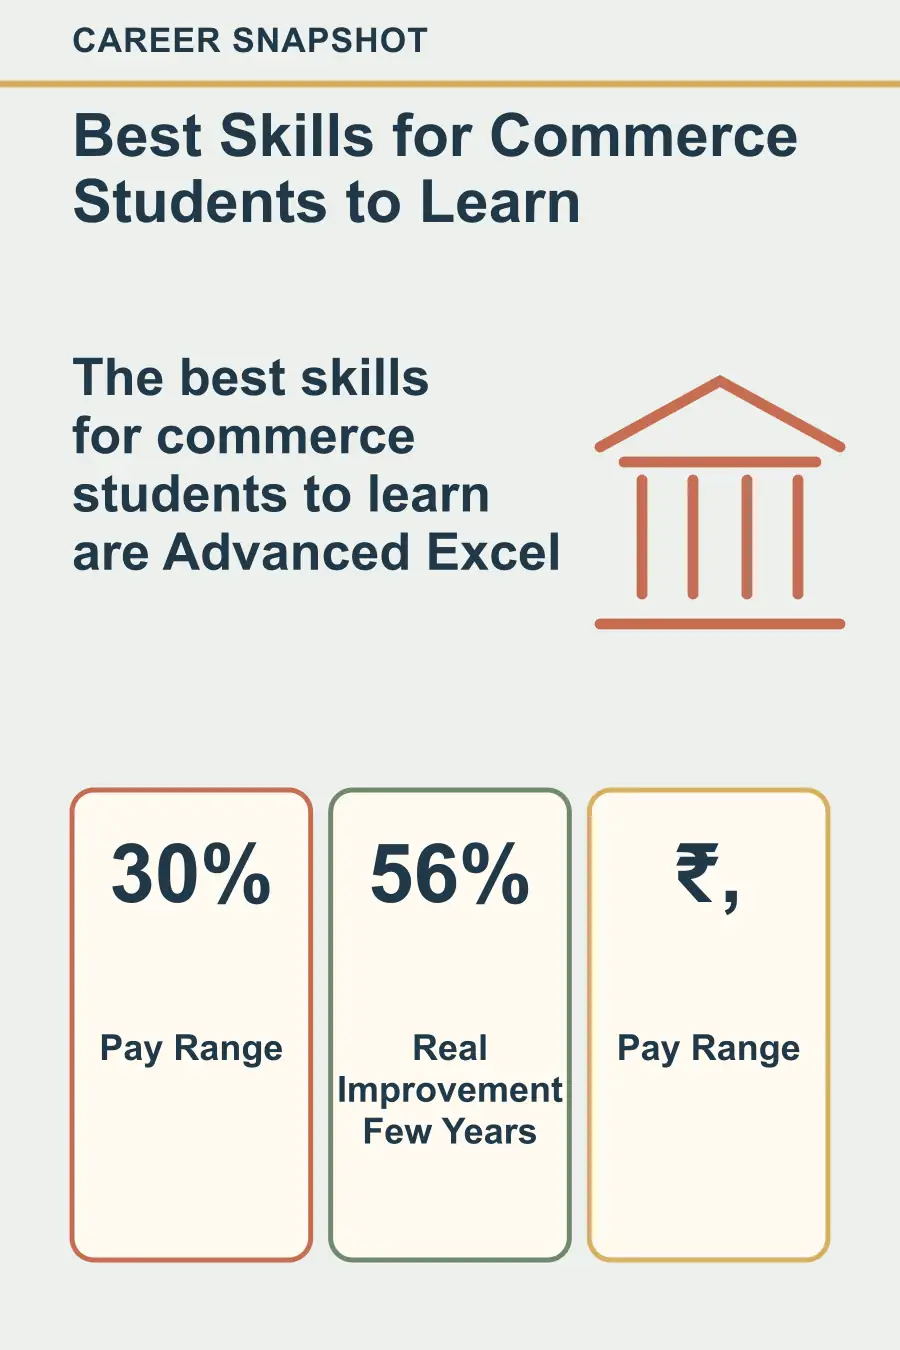 CAREER SNAPSHOT
Best Skills for Commerce
Students to Learn
The best skills
for commerce
students to learn
are Advanced Excel
30%
Pay Range
56%
Real
Improvement
Few Years
₹,
Pay Range